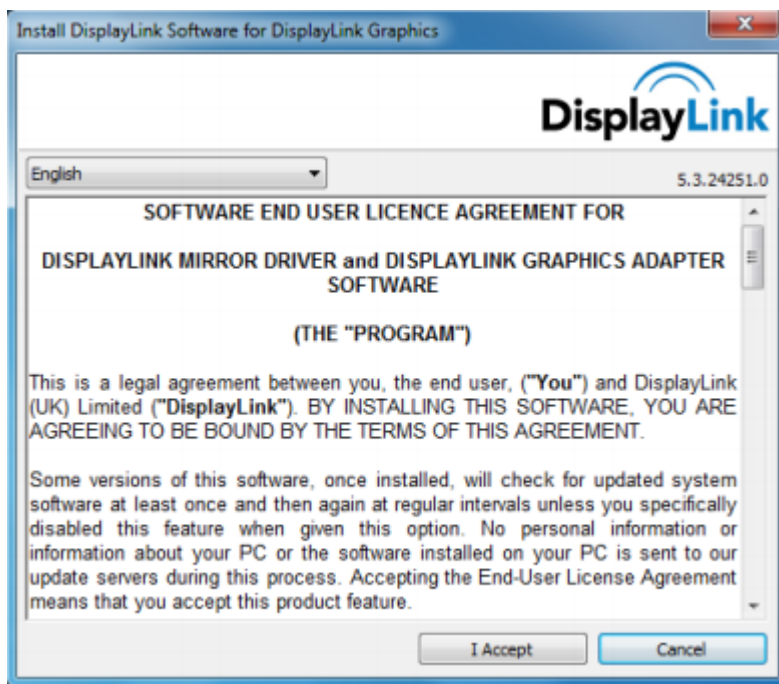 Install DisplayLink Software for DisplayLink Graphics
DisplayLink
English
5.3.24251.0
SOFTWARE END USER LICENCE AGREEMENT FOR
DISPLAYLINK MIRROR DRIVER and DISPLAYLINK GRAPHICS ADAPTER
SOFTWARE
(THE "PROGRAM")
This is a legal agreement between you, the end user, ("You") and DisplayLink
(UK) Limited ("DisplayLink"). BY INSTALLING THIS SOFTWARE, YOU ARE
AGREEING TO BE BOUND BY THE TERMS OF THIS AGREEMENT.
Some versions of this software, once installed, will check for updated system
software at least once and then again at regular intervals unless you specifically
disabled this feature when given this option. No personal information or
information about your PC or the software installed on your PC is sent to our
update servers during this process. Accepting the End-User License Agreement
means that you accept this product feature.
I Accept
Cancel